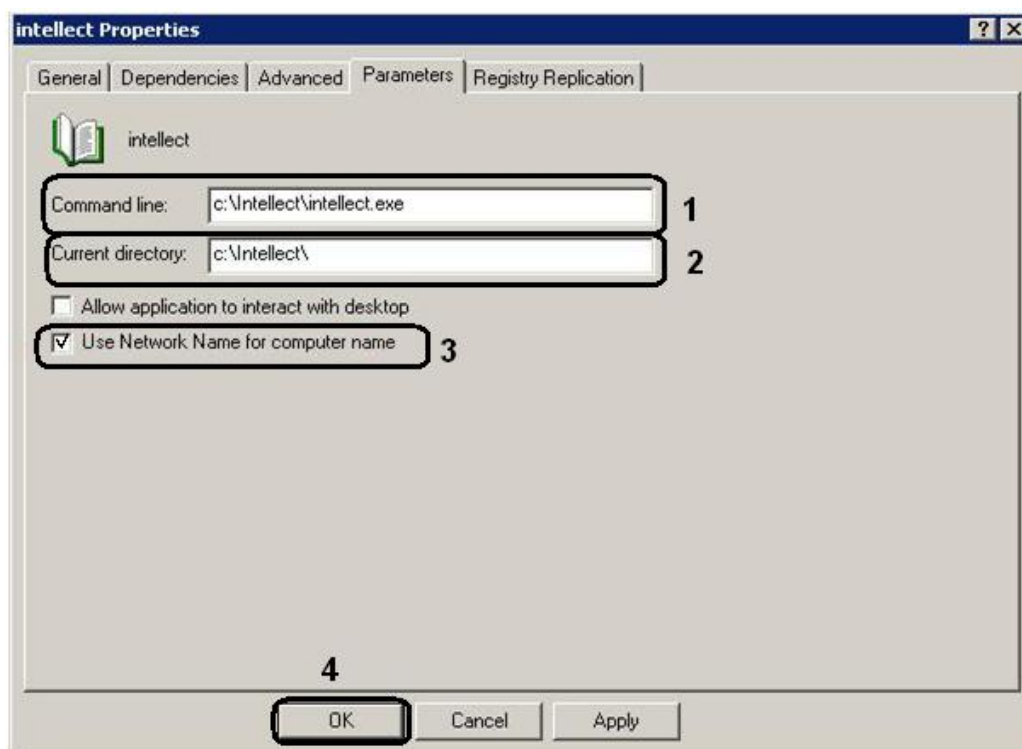 intellect Properties
General Dependencies Advanced Parameters Registry Replication
intellect
Command line: c:\Intellect\intellect.exe 1
Current directory: c:\Intellect\ 2
Allow application to interact with desktop
Use Network Name for computer name 3
4
OK Cancel Apply